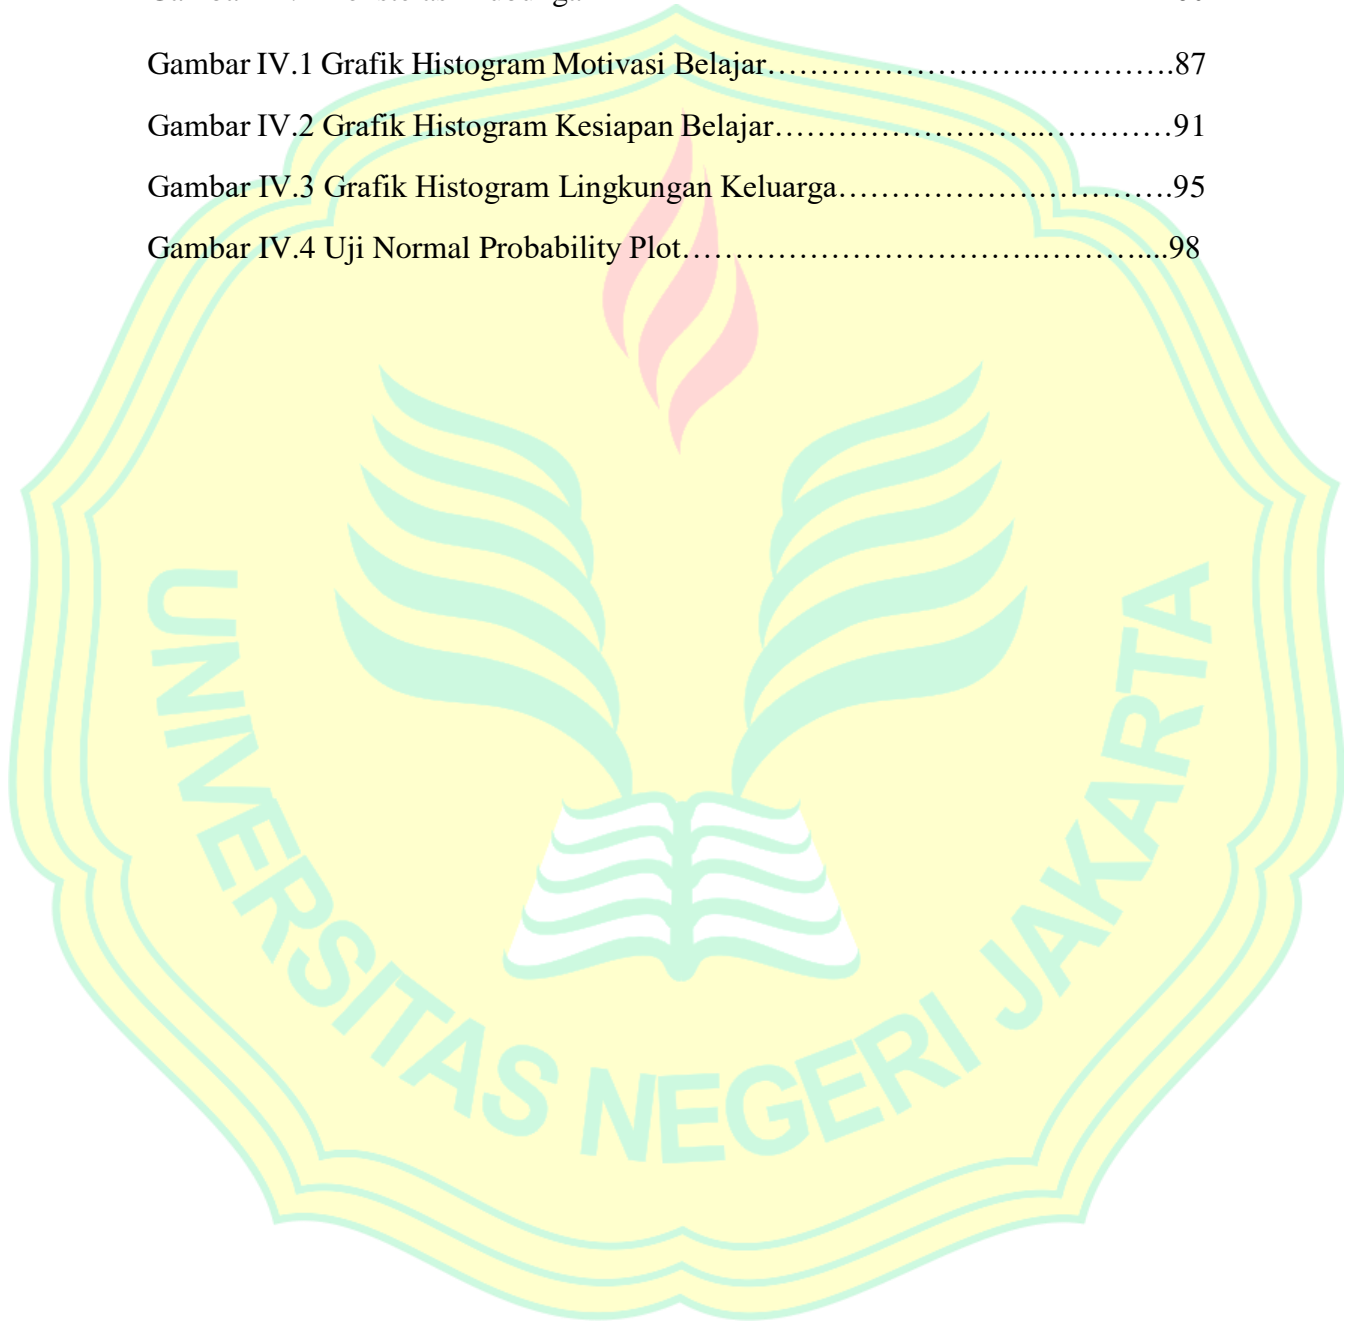 Gambar IV.1 Grafik Histogram Motivasi Belajar……………………..………….87
Gambar IV.2 Grafik Histogram Kesiapan Belajar……………………..…………91
Gambar IV.3 Grafik Histogram Lingkungan Keluarga………………….……….95
Gambar IV.4 Uji Normal Probability Plot………………………….………....98
UNIVERSITAS NEGERI JAKARTA